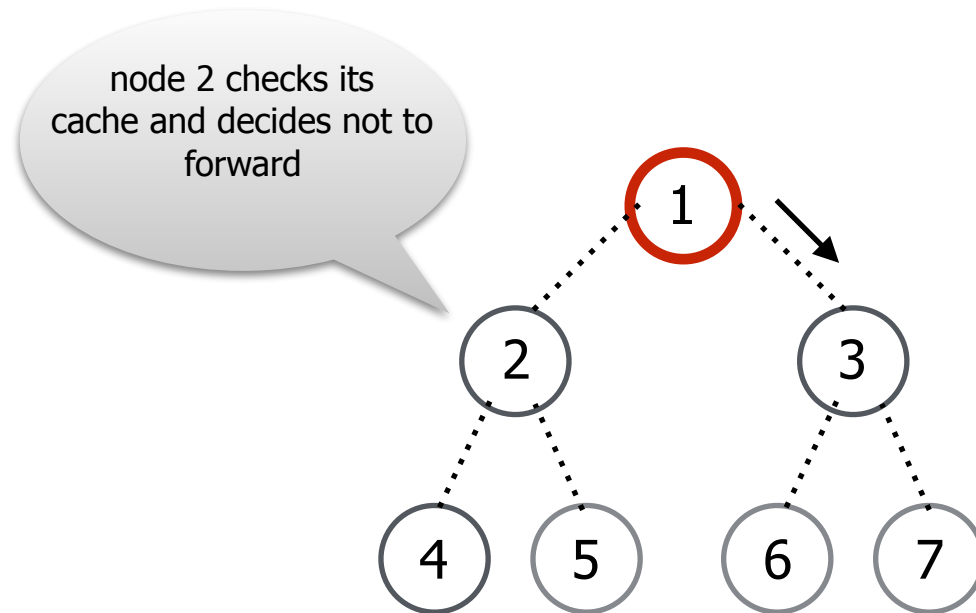 node 2 checks its
cache and decides not to
forward
1
2
3
4
5
6
7